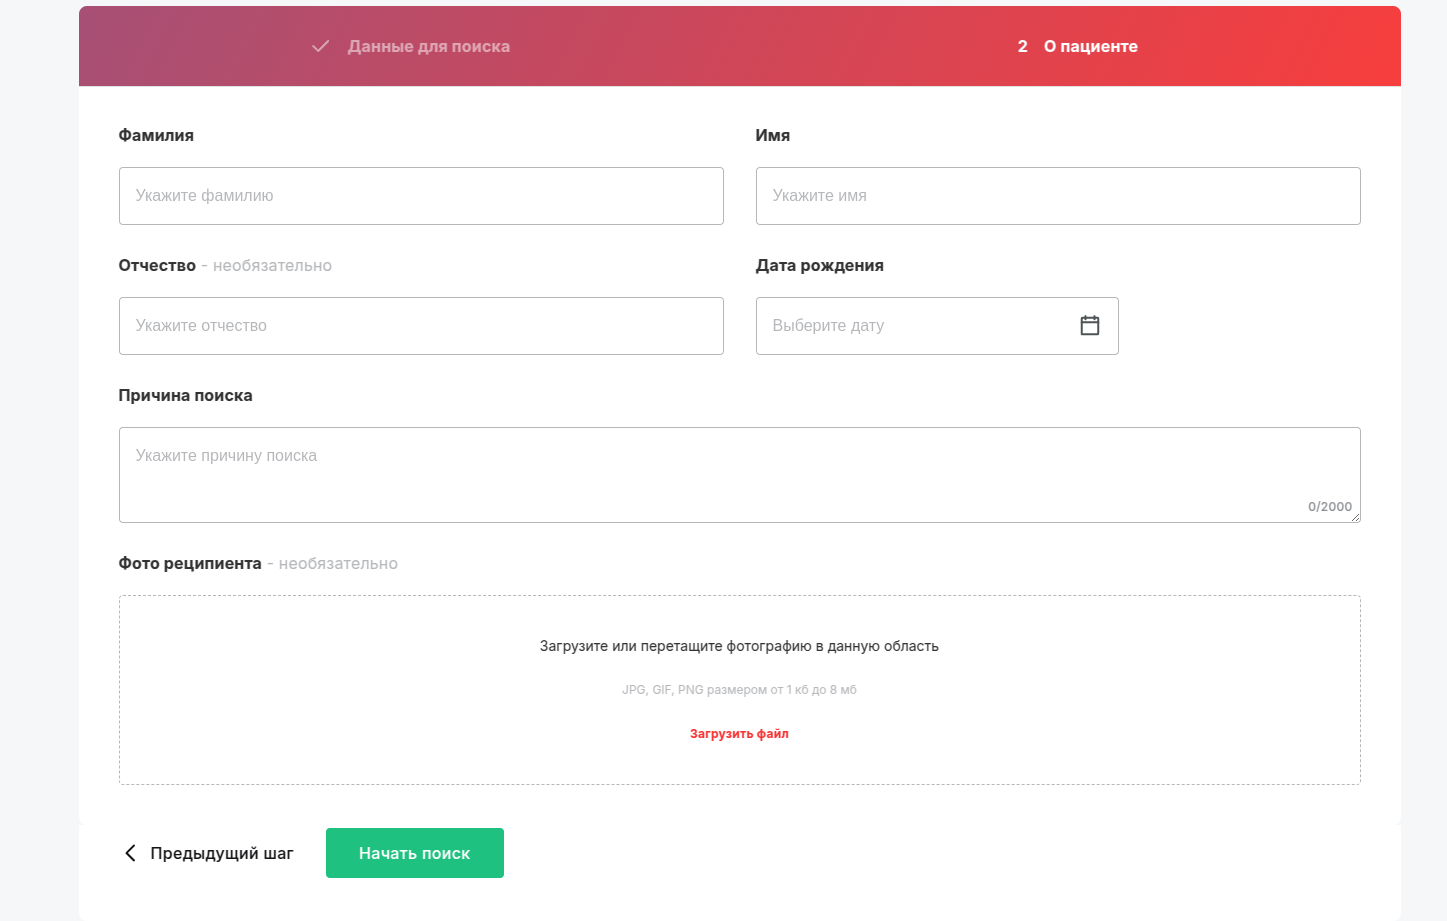 Данные для поиска
2 О пациенте
Фамилия
Имя
Укажите фамилию
Укажите имя
Отчество - необязательно
Дата рождения
Укажите отчество
Выберите дату
Причина поиска
Укажите причину поиска
0/2000
Фото реципиента - необязательно
Загрузите или перетащите фотографию в данную область
JPG, GIF, PNG размером от 1 кб до 8 мб
Загрузить файл
Предыдущий шаг
Начать поиск